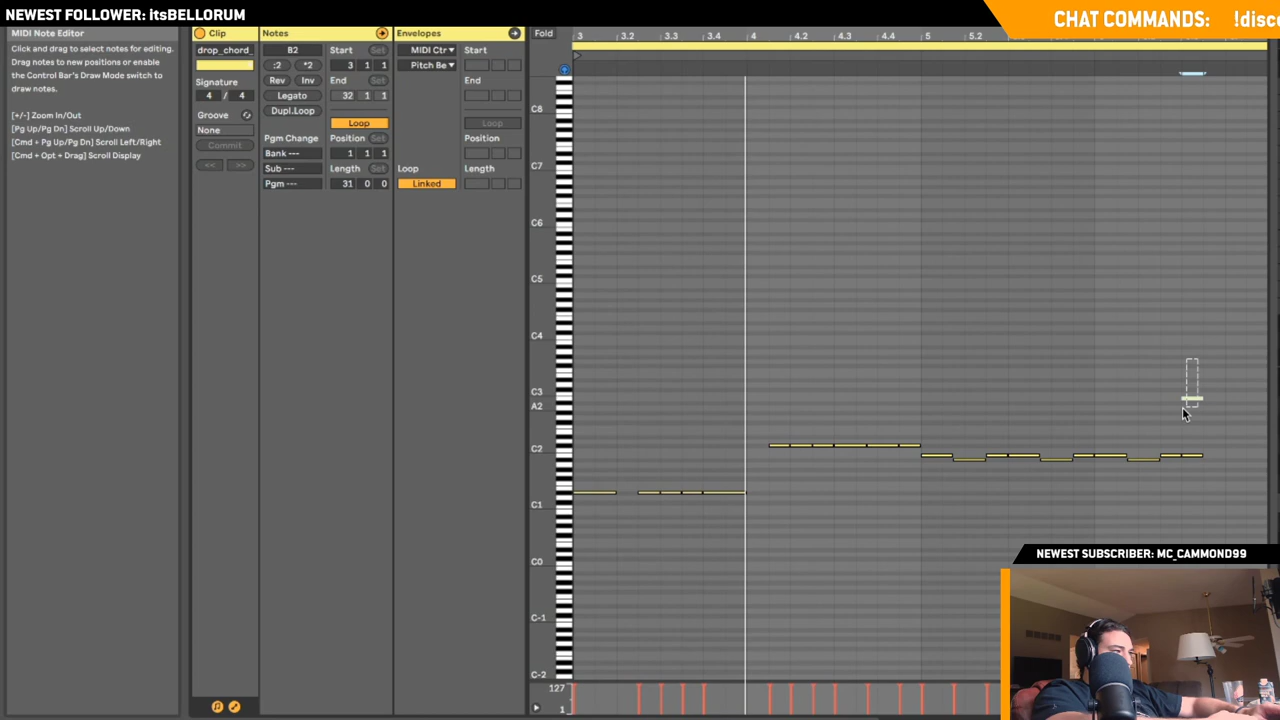 NEWEST FOLLOWER: itsBELLORUM
CHAT COMMANDS: !disc
MIDI Note Editor
Click and drag to select notes for editing.
Drag notes to new positions or enable
the Control Bar's Draw Mode switch to
draw notes.
[+/-] Zoom In/Out
[Pg Up/Pg Dn] Scroll Up/Down
[Cmd + Pg Up/Pg Dn] Scroll Left/Right
[Cmd + Opt + Drag] Scroll Display
Clip
drop_chord_
Signature
4 / 4
Groove
None
Commit
<< >>
Notes
B2 Start Set
:2 *2 3 1 1
Rev Inv End Set
Legato 32 1 1
Dupl.Loop
Loop
Pgm Change Position Set
Bank --- 1 1 1
Sub --- Length Set
Pgm --- 31 0 0
Envelopes
MIDI Ctr Start
Pitch Be
End
Loop
Position
Loop Length
Linked
Fold 3 3.2 3.3 3.4 4 4.2 4.3 4.4 5 5.2
C8
C7
C6
C5
C4
C3
A2
C2
C1
C0
C-1
C-2
127
1
NEWEST SUBSCRIBER: MC_CAMMOND99